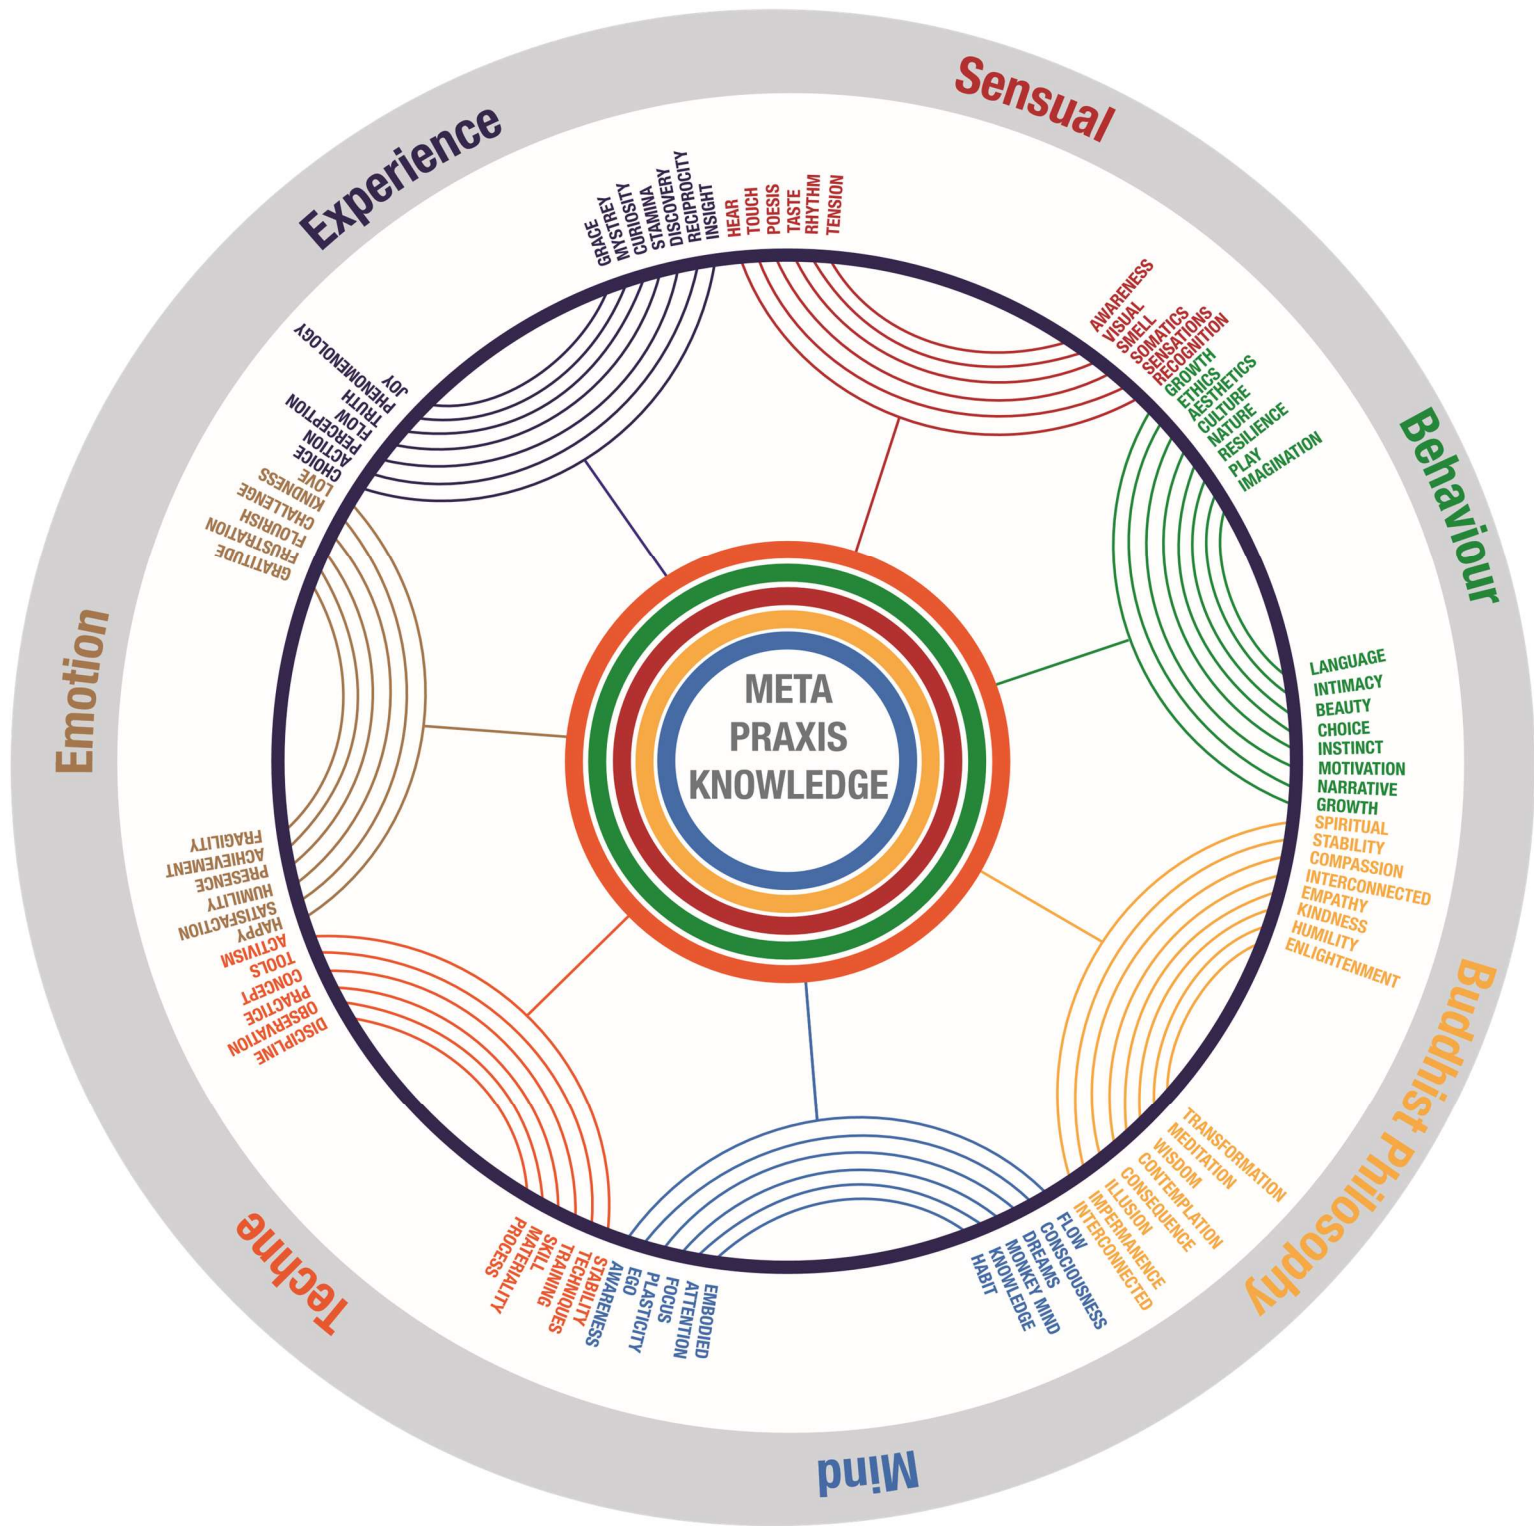 META
PRAXIS
KNOWLEDGE
Sensual
HEAR
TOUCH
POESIS
TASTE
RHYTHM
TENSION
AWARENESS
VISUAL
SMELL
SOMATICS
SENSATIONS
RECOGNITION
Behaviour
GROWTH
ETHICS
AESTHETICS
CULTURE
NATURE
RESILIENCE
PLAY
IMAGINATION
LANGUAGE
INTIMACY
BEAUTY
CHOICE
INSTINCT
MOTIVATION
NARRATIVE
GROWTH
Buddhist Philosophy
SPIRITUAL
STABILITY
COMPASSION
INTERCONNECTED
EMPATHY
KINDNESS
HUMILITY
ENLIGHTENMENT
TRANSFORMATION
MEDITATION
WISDOM
CONTEMPLATION
CONSEQUENCE
ILLUSION
IMPERMANENCE
INTERCONNECTED
Mind
FLOW
CONSCIOUSNESS
DREAMS
MONKEY MIND
KNOWLEDGE
HABIT
EMBODIED
ATTENTION
FOCUS
PLASTICITY
EGO
AWARENESS
Techne
STABILITY
TECHNIQUES
TRAINING
SKILL
MATERIALITY
PROCESS
DISCIPLINE
OBSERVATION
PRACTICE
CONCEPT
TOOLS
ACTIVISM
Emotion
HAPPY
SATISFACTION
HUMILITY
PRESENCE
ACHIEVEMENT
FRAGILITY
GRATITUDE
FRUSTRATION
FLOURISH
CHALLENGE
KINDNESS
LOVE
Experience
CHOICE
ACTION
PERCEPTION
FLOW
TRUTH
PHENOMENOLOGY
JOY
GRACE
MYSTREY
CURIOSITY
STAMINA
DISCOVERY
RECIPROCITY
INSIGHT